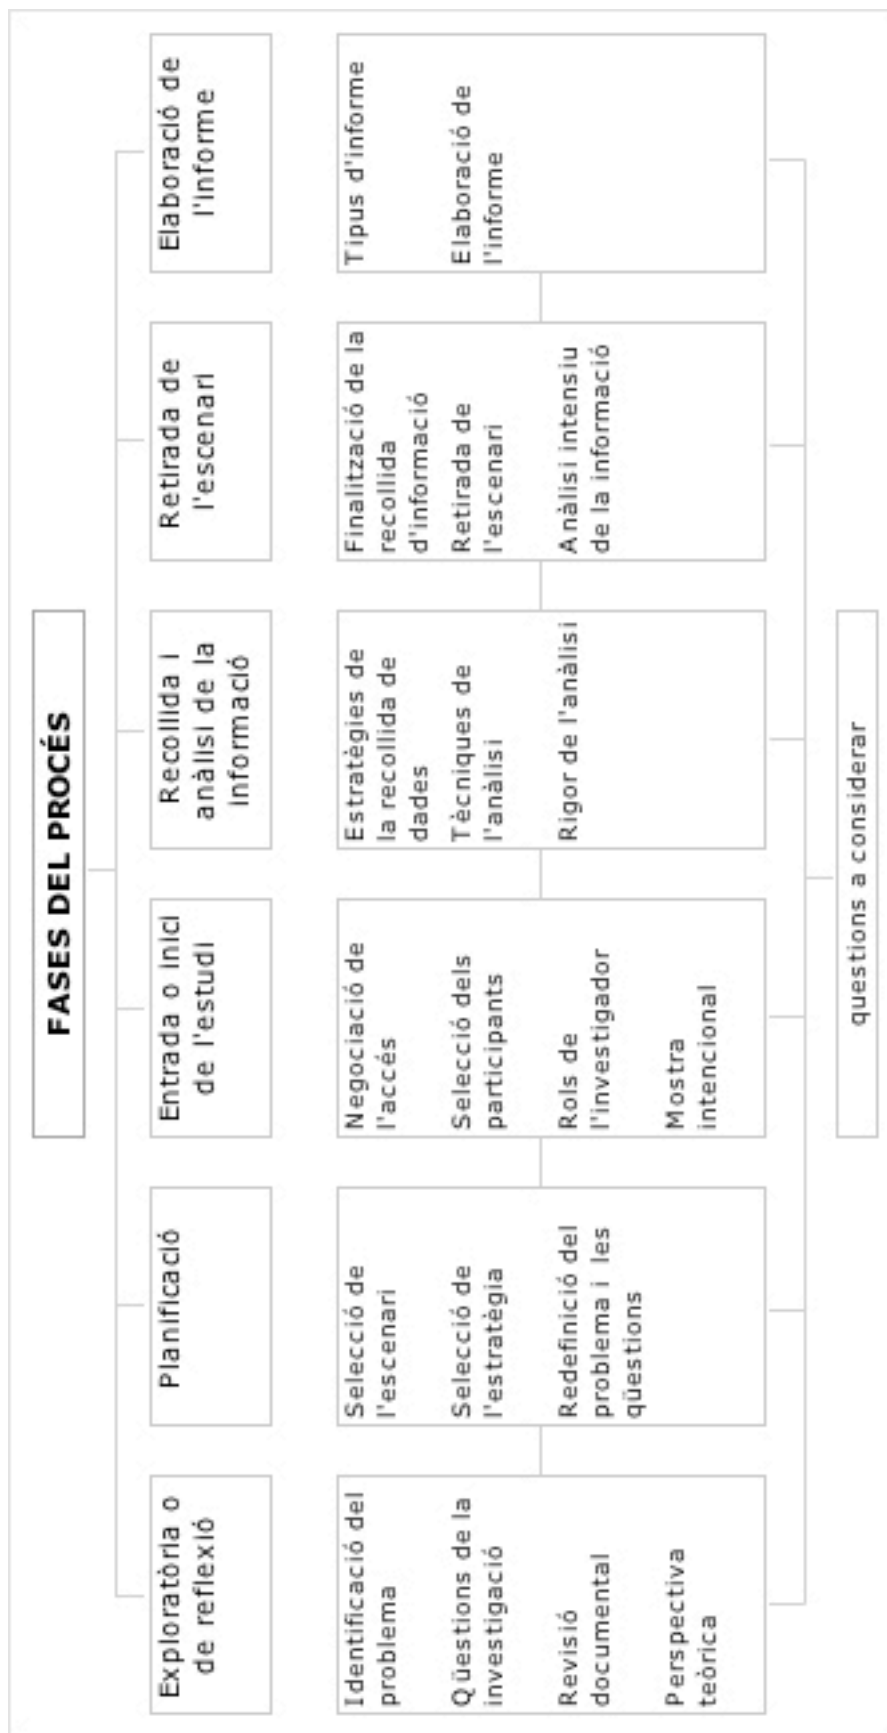 FASES DEL PROCÉS
Exploratòria o
de reflexió
Planificació
Entrada o inici
de l'estudi
Recollida i
anàlisi de la
informació
Retirada de
l'escenari
Elaboració de
l'informe
Identificació del
problema
Qüestions de la
investigació
Revisió
documental
Perspectiva
teòrica
Selecció de
l'escenari
Selecció de
l'estratègia
Redefinició del
problema i les
qüestions
Negociació de
l'accés
Selecció dels
participants
Rols de
l'investigador
Mostra
intencional
Estratègies de
la recollida de
dades
Tècniques de
l'anàlisi
Rigor de l'anàlisi
Finalització de la
recollida
d'informació
Retirada de
l'escenari
Anàlisi intensiu
de la informació
Tipus d'informe
Elaboració de
l'informe
questions a considerar